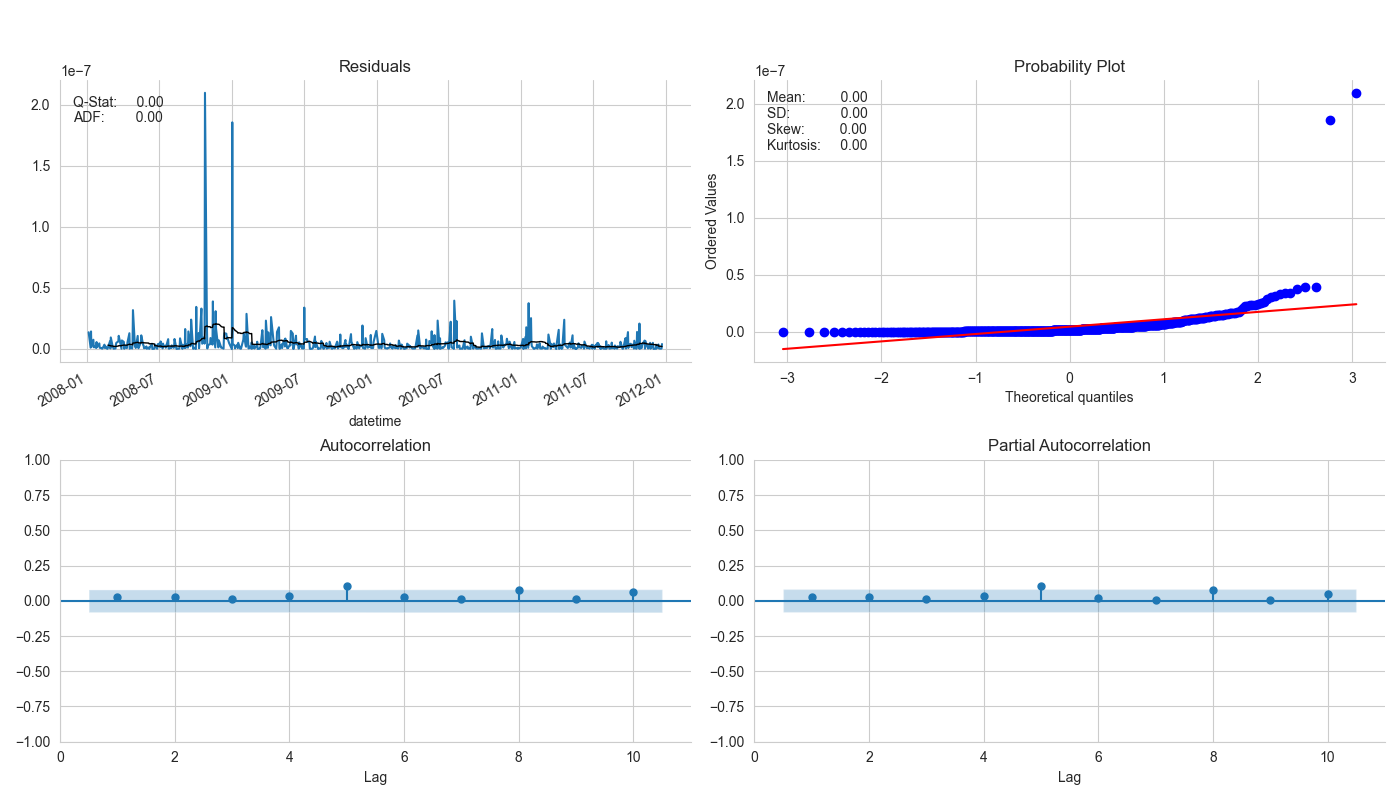 Residuals
1e−7
Q-Stat: 0.00
ADF: 0.00
2.0
1.5
1.0
0.5
0.0
2008-01 2008-07 2009-01 2009-07 2010-01 2010-07 2011-01 2011-07 2012-01
datetime
Probability Plot
1e−7
Mean: 0.00
SD: 0.00
Skew: 0.00
Kurtosis: 0.00
Ordered Values
2.0
1.5
1.0
0.5
0.0
−3 −2 −1 0 1 2 3
Theoretical quantiles
Autocorrelation
1.00
0.75
0.50
0.25
0.00
−0.25
−0.50
−0.75
−1.00
0 2 4 6 8 10
Lag
Partial Autocorrelation
1.00
0.75
0.50
0.25
0.00
−0.25
−0.50
−0.75
−1.00
0 2 4 6 8 10
Lag